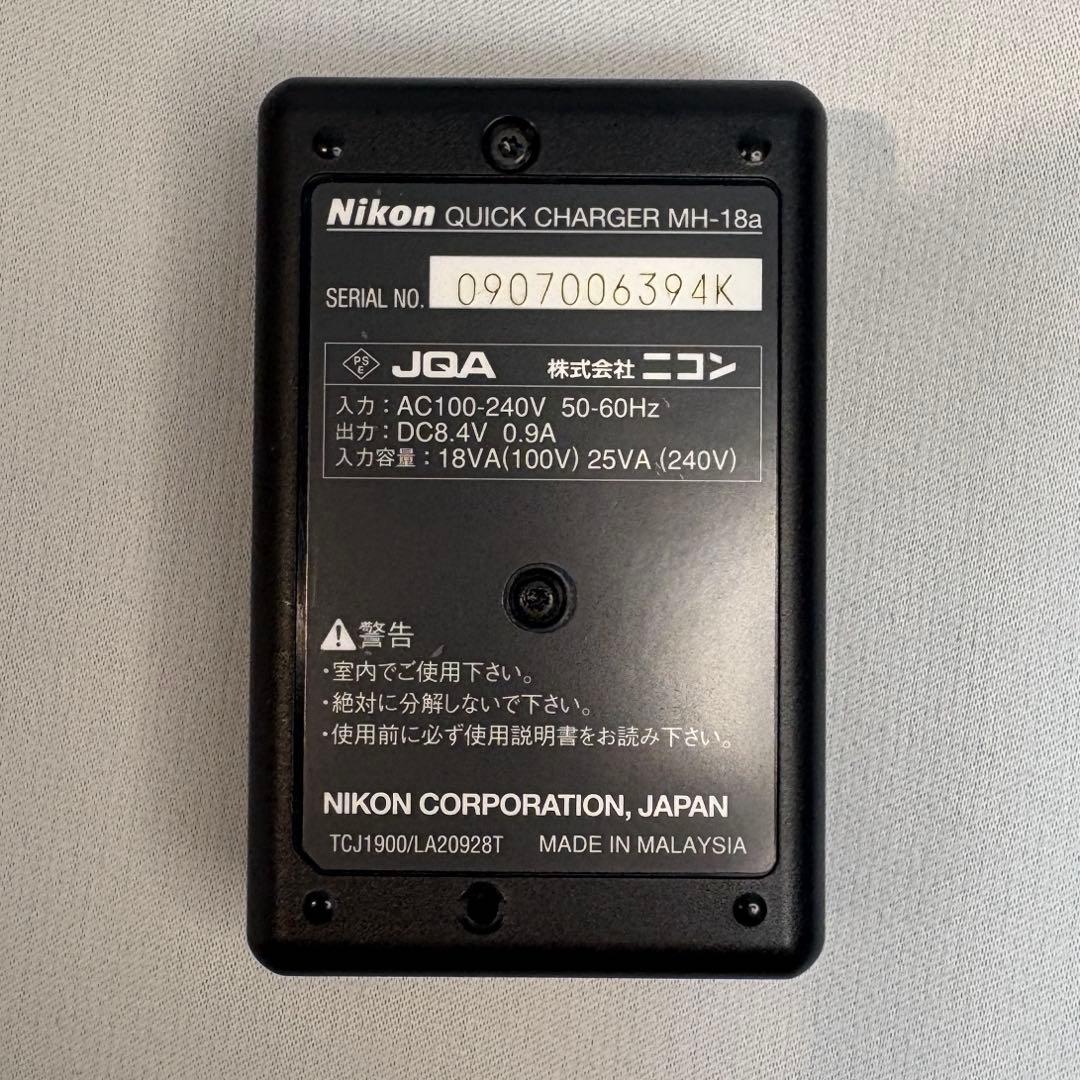 Nikon QUICK CHARGER MH-18a
SERIAL NO. 0907006394K
PSE JQA 株式会社 ニコン
入力：AC100-240V 50-60Hz
出力：DC8.4V 0.9A
入力容量：18VA(100V) 25VA (240V)
警告
・室内でご使用下さい。
・絶対に分解しないで下さい。
・使用前に必ず使用説明書をお読み下さい。
NIKON CORPORATION, JAPAN
TCJ1900/LA20928T MADE IN MALAYSIA